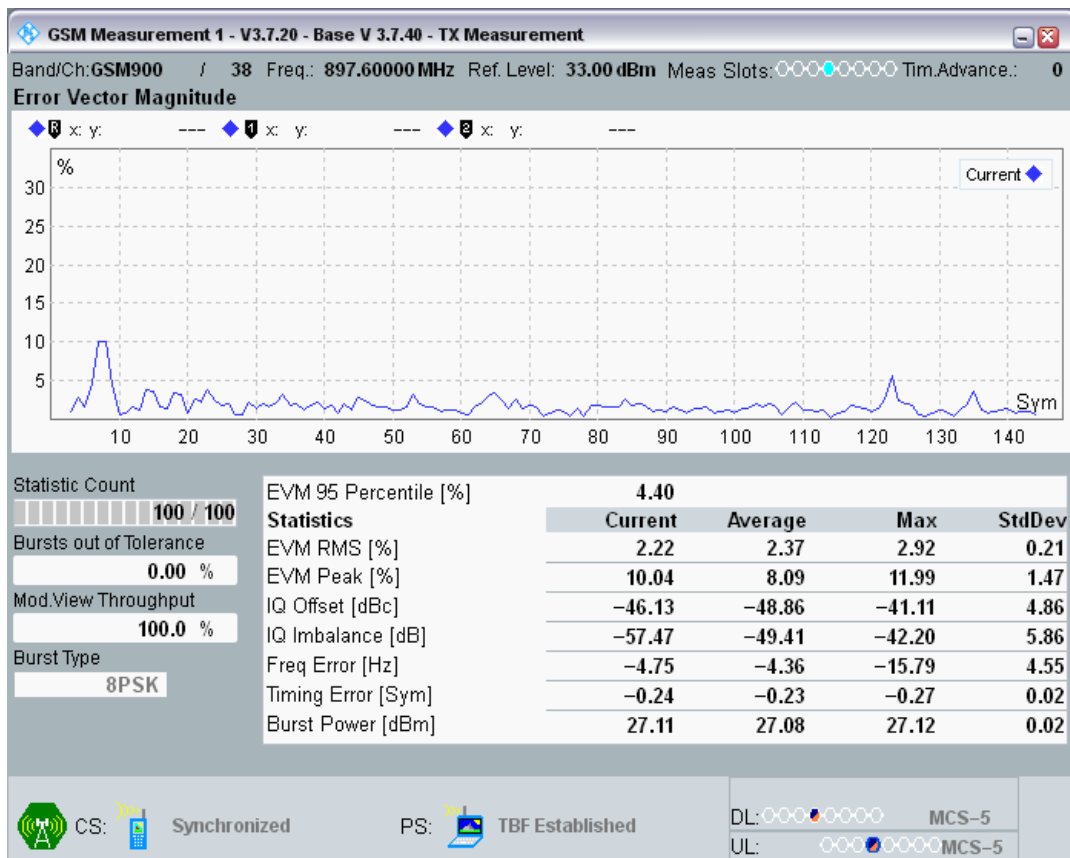 GSM Measurement 1 - V3.7.20 - Base V 3.7.40 - TX Measurement
Band/Ch:GSM900 / 38 Freq.: 897.60000 MHz Ref. Level: 33.00 dBm Meas Slots: Tim.Advance.: 0
Error Vector Magnitude
R x: y: --- 1 x: y: --- 2 x: y: ---
%
Current
30
25
20
15
10
5
Sym
10 20 30 40 50 60 70 80 90 100 110 120 130 140
Statistic Count
100 / 100
Bursts out of Tolerance
0.00 %
Mod.View Throughput
100.0 %
Burst Type
8PSK
EVM 95 Percentile [%] 4.40
Statistics Current Average Max StdDev
EVM RMS [%] 2.22 2.37 2.92 0.21
EVM Peak [%] 10.04 8.09 11.99 1.47
IQ Offset [dBc] −46.13 −48.86 −41.11 4.86
IQ Imbalance [dB] −57.47 −49.41 −42.20 5.86
Freq Error [Hz] −4.75 −4.36 −15.79 4.55
Timing Error [Sym] −0.24 −0.23 −0.27 0.02
Burst Power [dBm] 27.11 27.08 27.12 0.02
CS: Synchronized PS: TBF Established
DL: MCS−5
UL: MCS−5